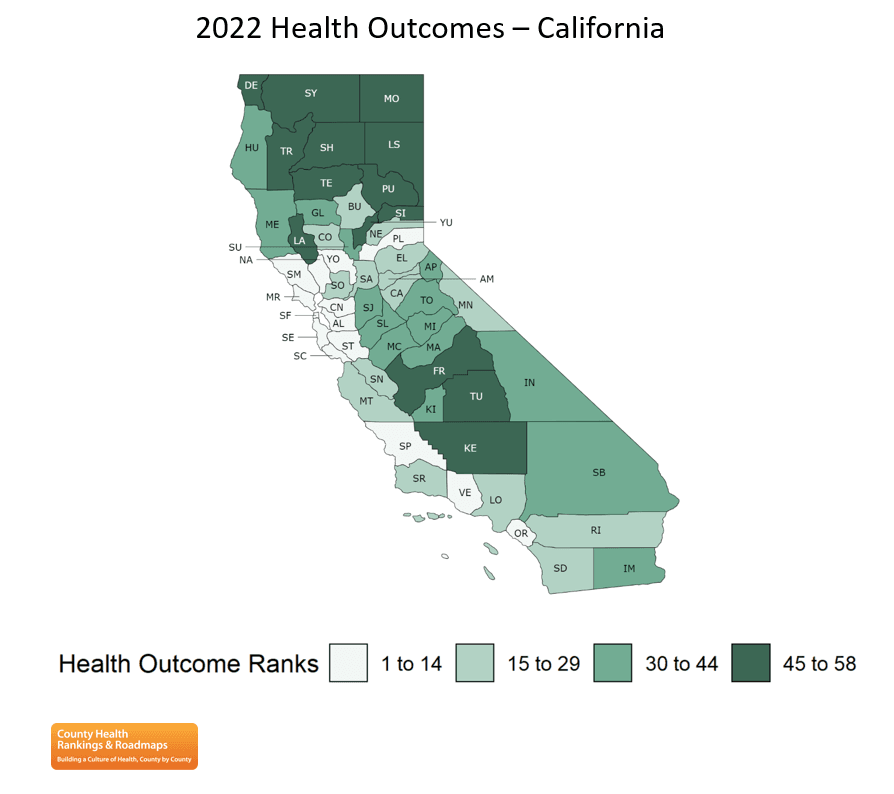 2022 Health Outcomes – California
DE
SY
MO
HU
TR
SH
LS
TE
PU
BU
SI
GL
ME
NE
YU
CO
LA
PL
SU
NA
YO
EL
AP
SM
SA
AM
SO
CA
MR
TO
MN
CN
SJ
SF
AL
SL
MI
SE
ST
MC
MA
SC
FR
SN
IN
TU
MT
KI
SP
KE
SB
SR
VE
LO
OR
RI
SD
IM
Health Outcome Ranks 1 to 14 15 to 29 30 to 44 45 to 58
County Health
Rankings & Roadmaps
Building a Culture of Health, County by County